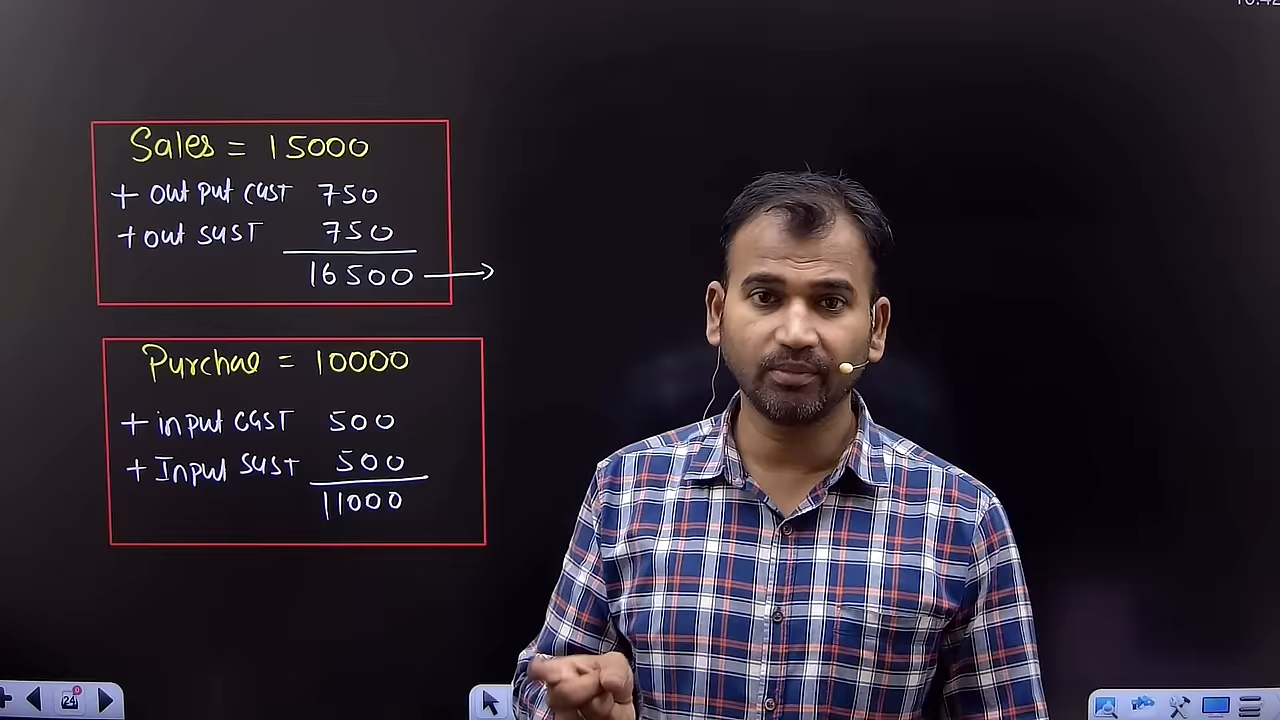 Sales = 15000
+ out put CGST 750
+ out SGST 750
16500 →
Purchae = 10000
+ input CGST 500
+ Input SGST 500
11000
24